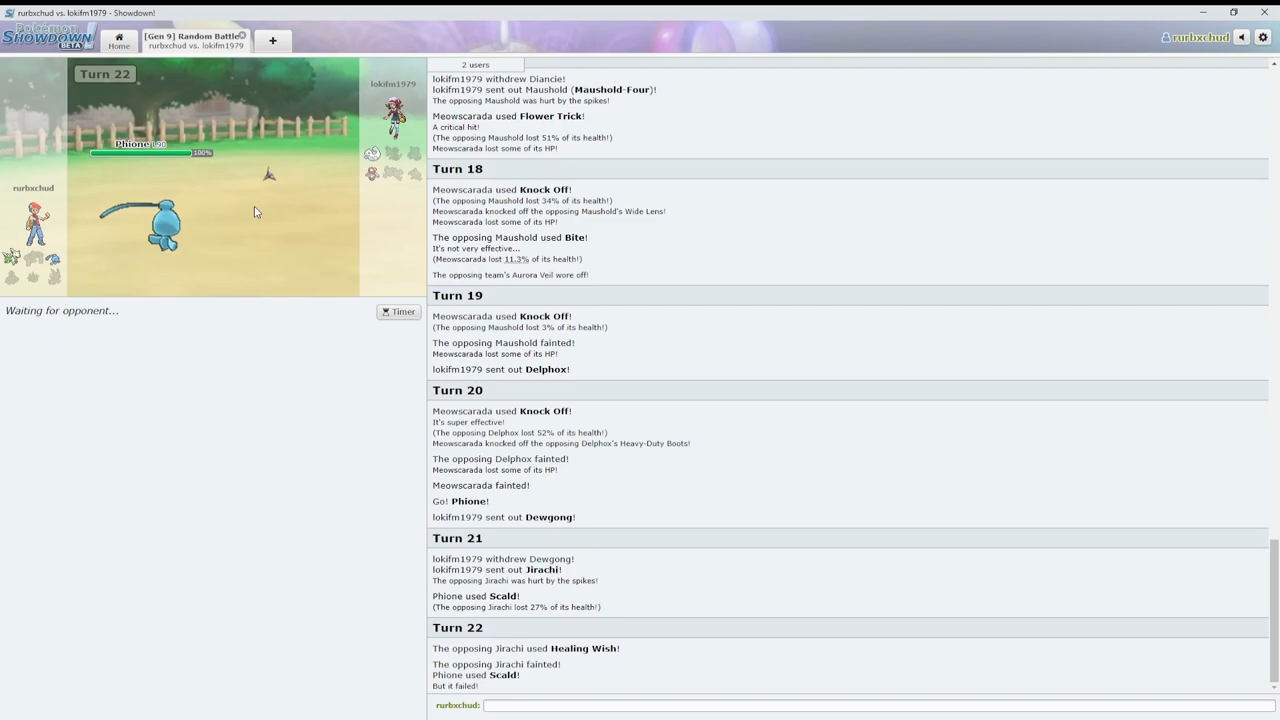 rurbxchud vs. lokifm1979 - Showdown!
Pokémon
SHOWDOWN!
BETA
Home
[Gen 9] Random Battle
rurbxchud vs. lokifm1979
+
rurbxchud
Turn 22
lokifm1979
Phione L90
100%
rurbxchud
Waiting for opponent...
Timer
2 users
lokifm1979 withdrew Diancie!
lokifm1979 sent out Maushold (Maushold-Four)!
The opposing Maushold was hurt by the spikes!
Meowscarada used Flower Trick!
A critical hit!
(The opposing Maushold lost 51% of its health!)
Meowscarada lost some of its HP!
Turn 18
Meowscarada used Knock Off!
(The opposing Maushold lost 34% of its health!)
Meowscarada knocked off the opposing Maushold's Wide Lens!
Meowscarada lost some of its HP!
The opposing Maushold used Bite!
It's not very effective...
(Meowscarada lost 11.3% of its health!)
The opposing team's Aurora Veil wore off!
Turn 19
Meowscarada used Knock Off!
(The opposing Maushold lost 3% of its health!)
The opposing Maushold fainted!
Meowscarada lost some of its HP!
lokifm1979 sent out Delphox!
Turn 20
Meowscarada used Knock Off!
It's super effective!
(The opposing Delphox lost 52% of its health!)
Meowscarada knocked off the opposing Delphox's Heavy-Duty Boots!
The opposing Delphox fainted!
Meowscarada lost some of its HP!
Meowscarada fainted!
Go! Phione!
lokifm1979 sent out Dewgong!
Turn 21
lokifm1979 withdrew Dewgong!
lokifm1979 sent out Jirachi!
The opposing Jirachi was hurt by the spikes!
Phione used Scald!
(The opposing Jirachi lost 27% of its health!)
Turn 22
The opposing Jirachi used Healing Wish!
The opposing Jirachi fainted!
Phione used Scald!
But it failed!
rurbxchud: